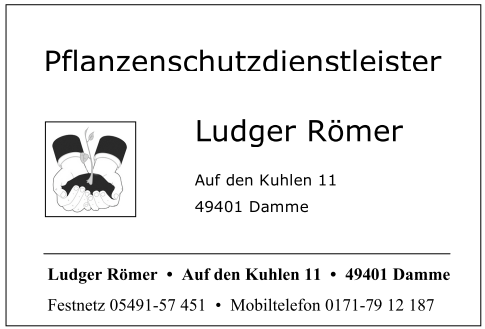 Pflanzenschutzdienstleister
Ludger Römer
Auf den Kuhlen 11
49401 Damme
Ludger Römer • Auf den Kuhlen 11 • 49401 Damme
Festnetz 05491-57 451 • Mobiltelefon 0171-79 12 187